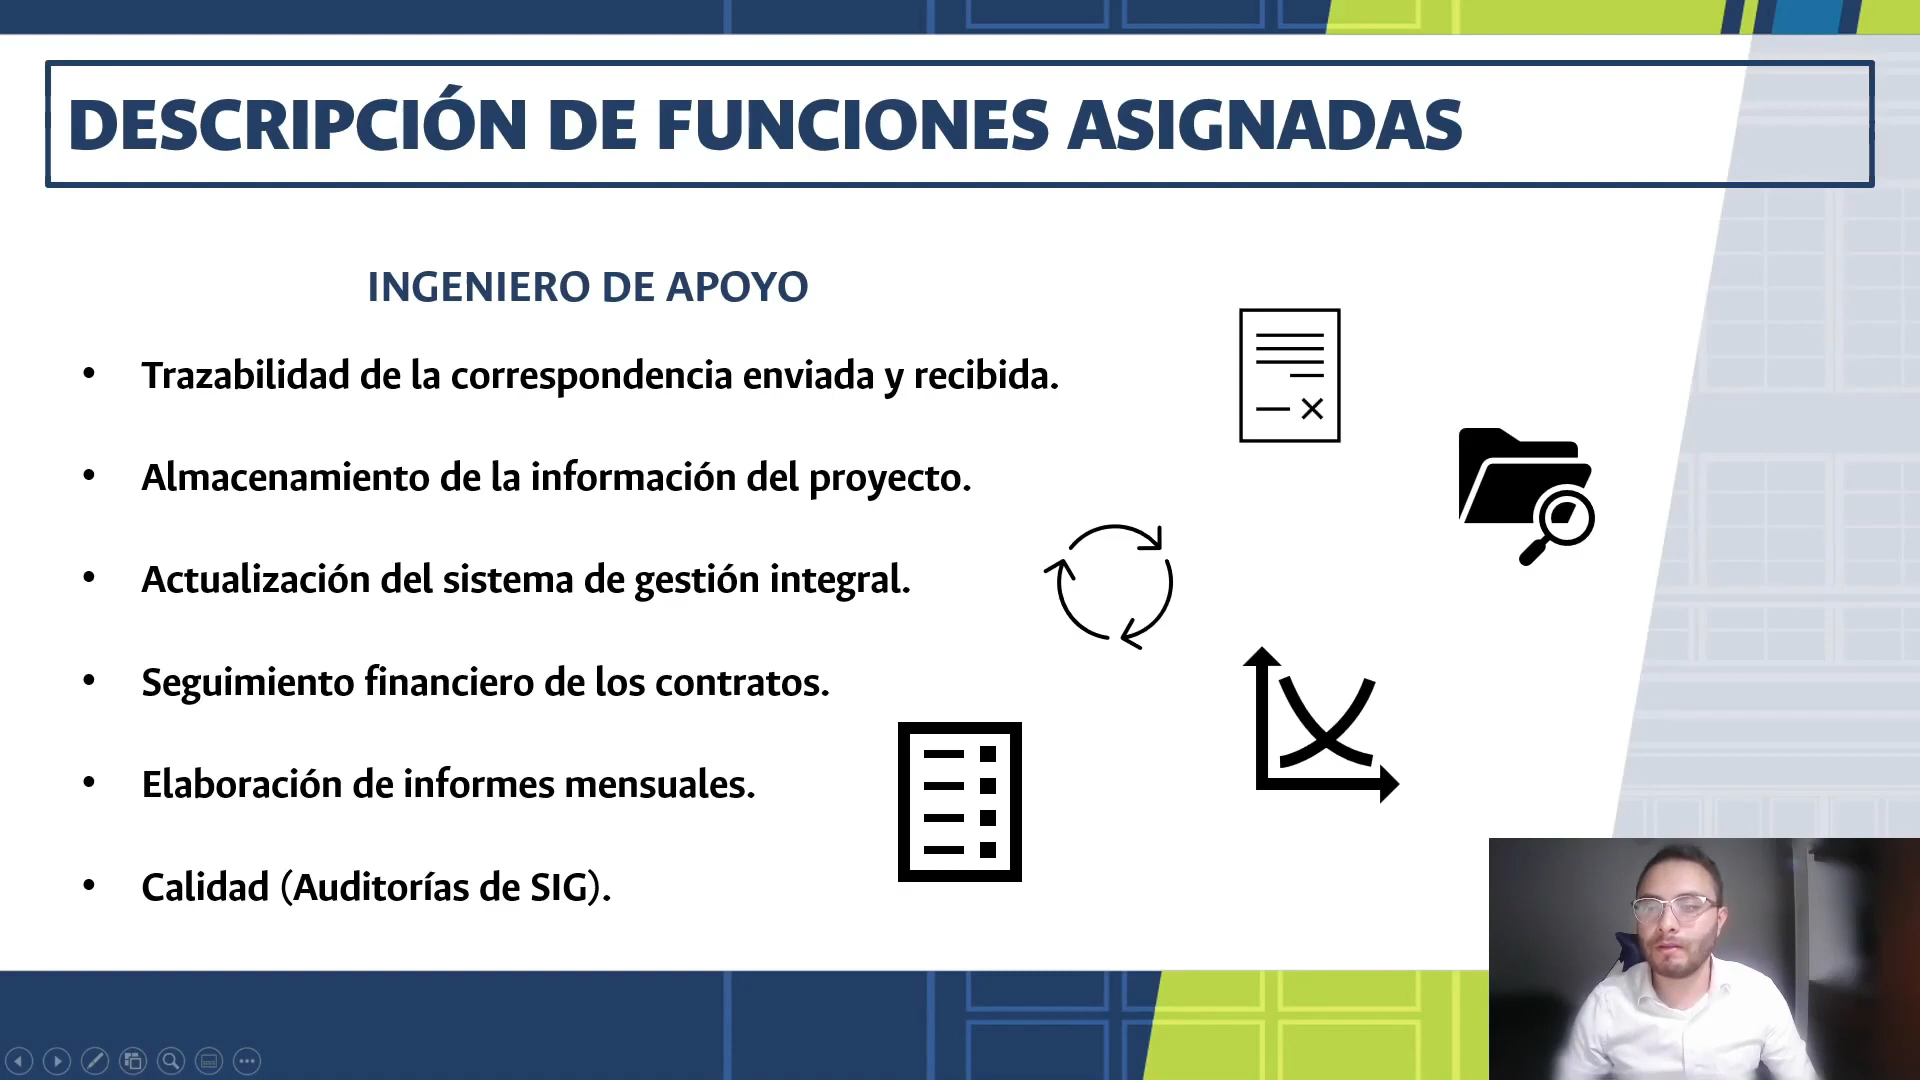 DESCRIPCIÓN DE FUNCIONES ASIGNADAS
INGENIERO DE APOYO
• Trazabilidad de la correspondencia enviada y recibida.
• Almacenamiento de la información del proyecto.
• Actualización del sistema de gestión integral.
• Seguimiento financiero de los contratos.
• Elaboración de informes mensuales.
• Calidad (Auditorías de SIG).